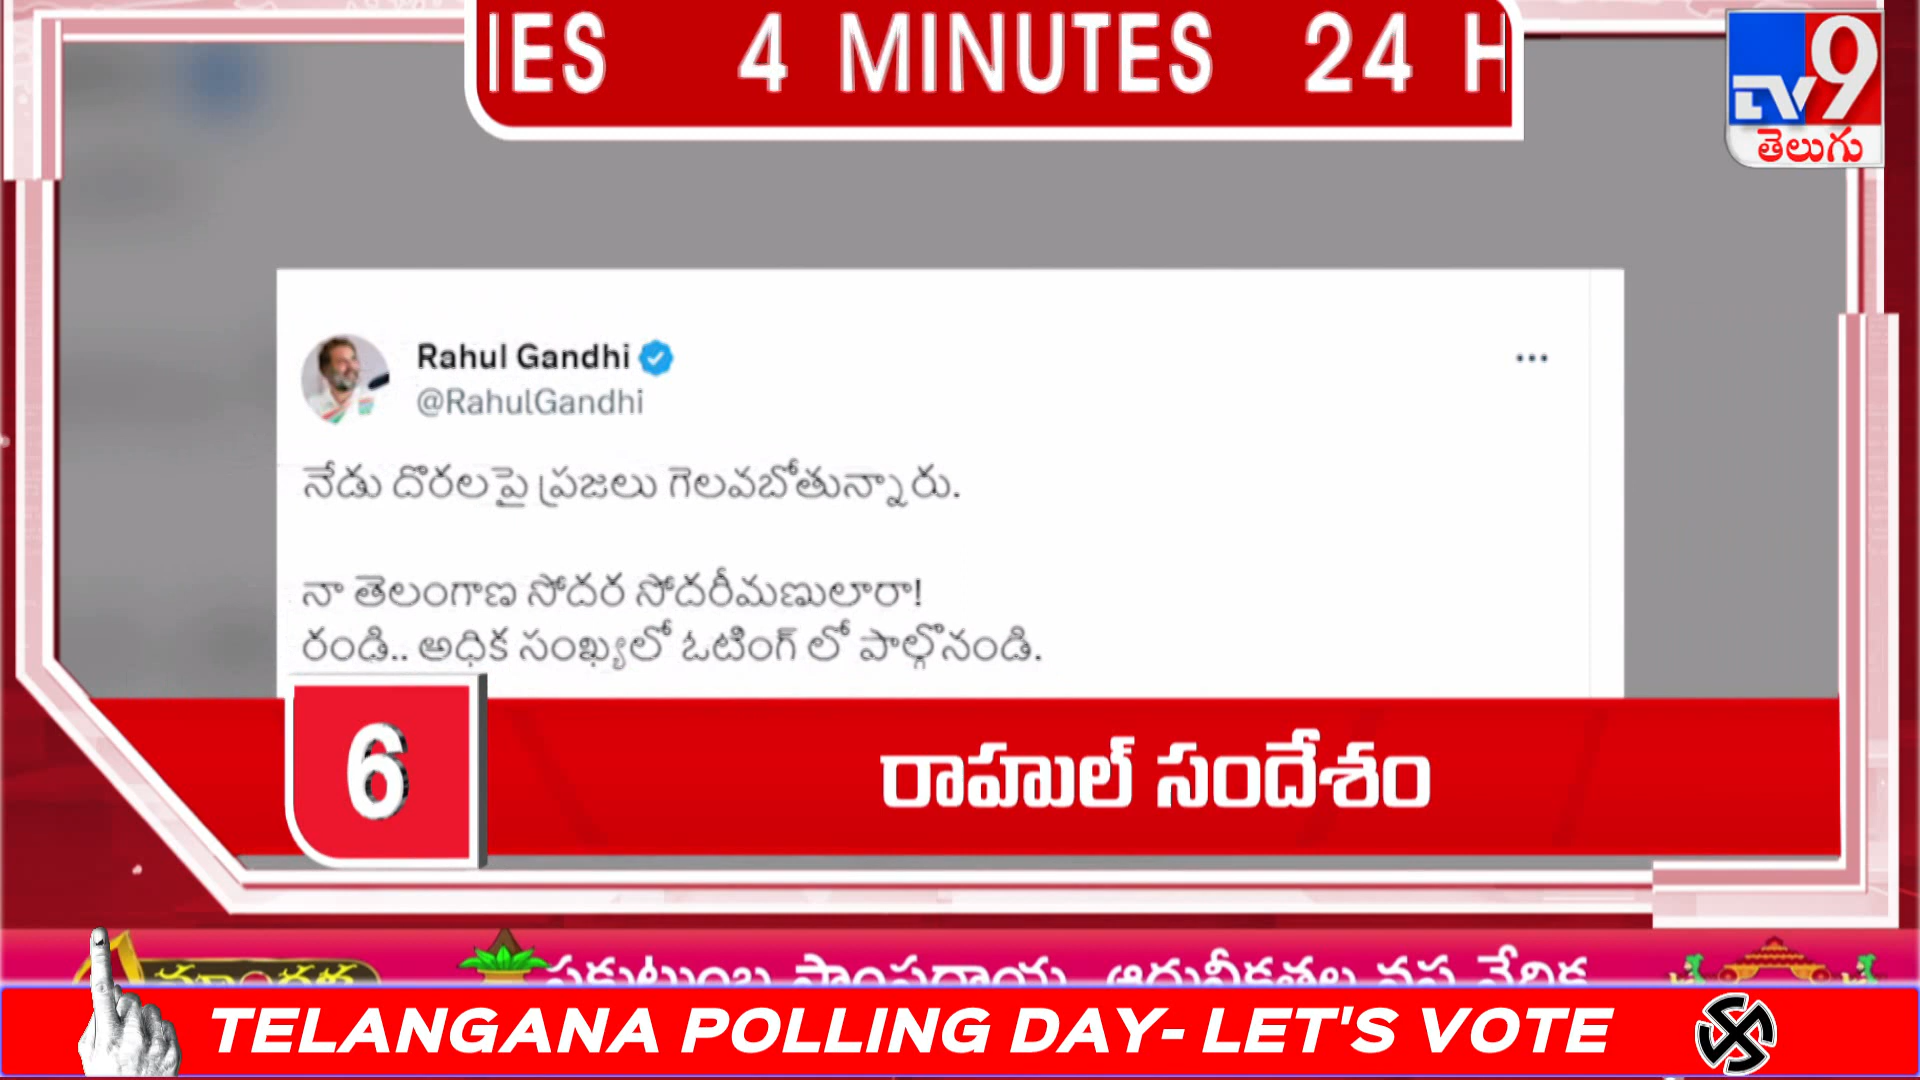 IES 4 MINUTES 24 H
TV9
తెలుగు
Rahul Gandhi
@RahulGandhi
నేడు దొరలపై ప్రజలు గెలవబోతున్నారు.
నా తెలంగాణ సోదర సోదరీమణులారా!
రండి.. అధిక సంఖ్యలో ఓటింగ్ లో పాల్గొనండి.
6
రాహుల్ సందేశం
TELANGANA POLLING DAY- LET'S VOTE